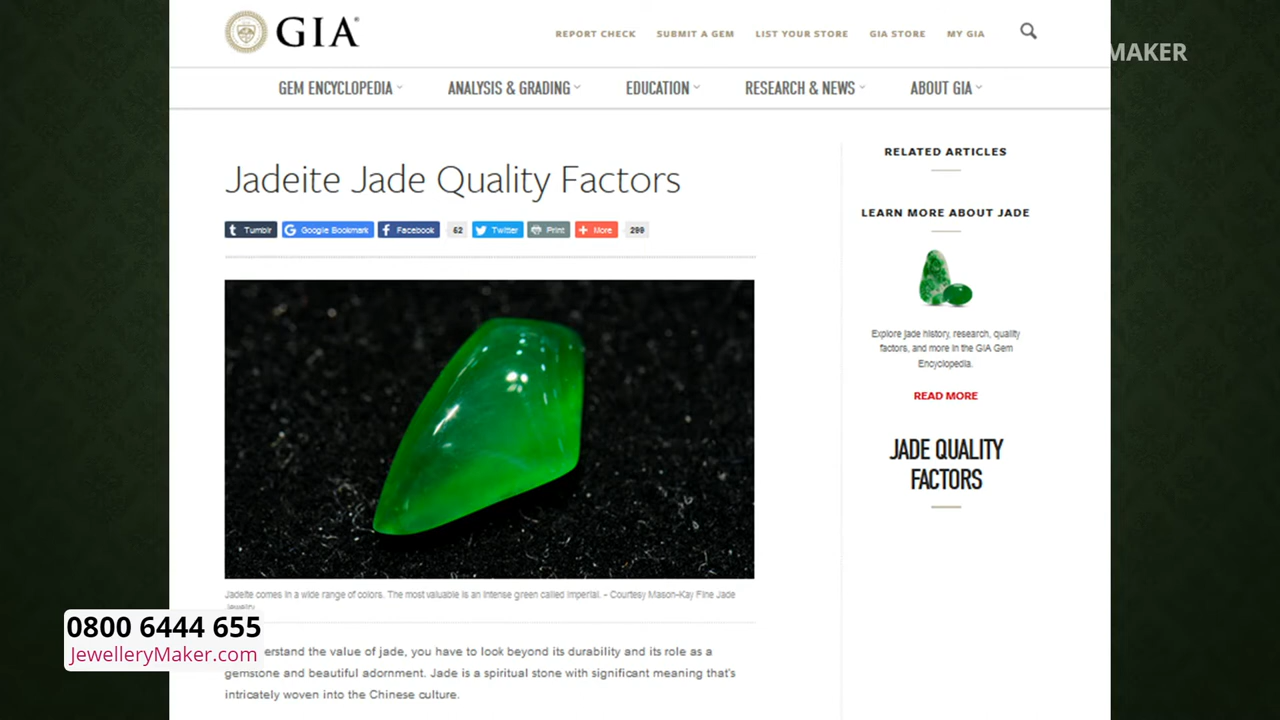 GIA
REPORT CHECK SUBMIT A GEM LIST YOUR STORE GIA STORE MY GIA
MAKER
GEM ENCYCLOPEDIA ANALYSIS & GRADING EDUCATION RESEARCH & NEWS ABOUT GIA
Jadeite Jade Quality Factors
Tumblr Google Bookmark Facebook 62 Twitter Print More 299
Jadeite comes in a wide range of colors. The most valuable is an intense green called Imperial. – Courtesy Mason-Kay Fine Jade
Jewelry
erstand the value of jade, you have to look beyond its durability and its role as a
gemstone and beautiful adornment. Jade is a spiritual stone with significant meaning that's
intricately woven into the Chinese culture.
RELATED ARTICLES
LEARN MORE ABOUT JADE
Explore jade history, research, quality
factors, and more in the GIA Gem
Encyclopedia.
READ MORE
JADE QUALITY
FACTORS
0800 6444 655
JewelleryMaker.com